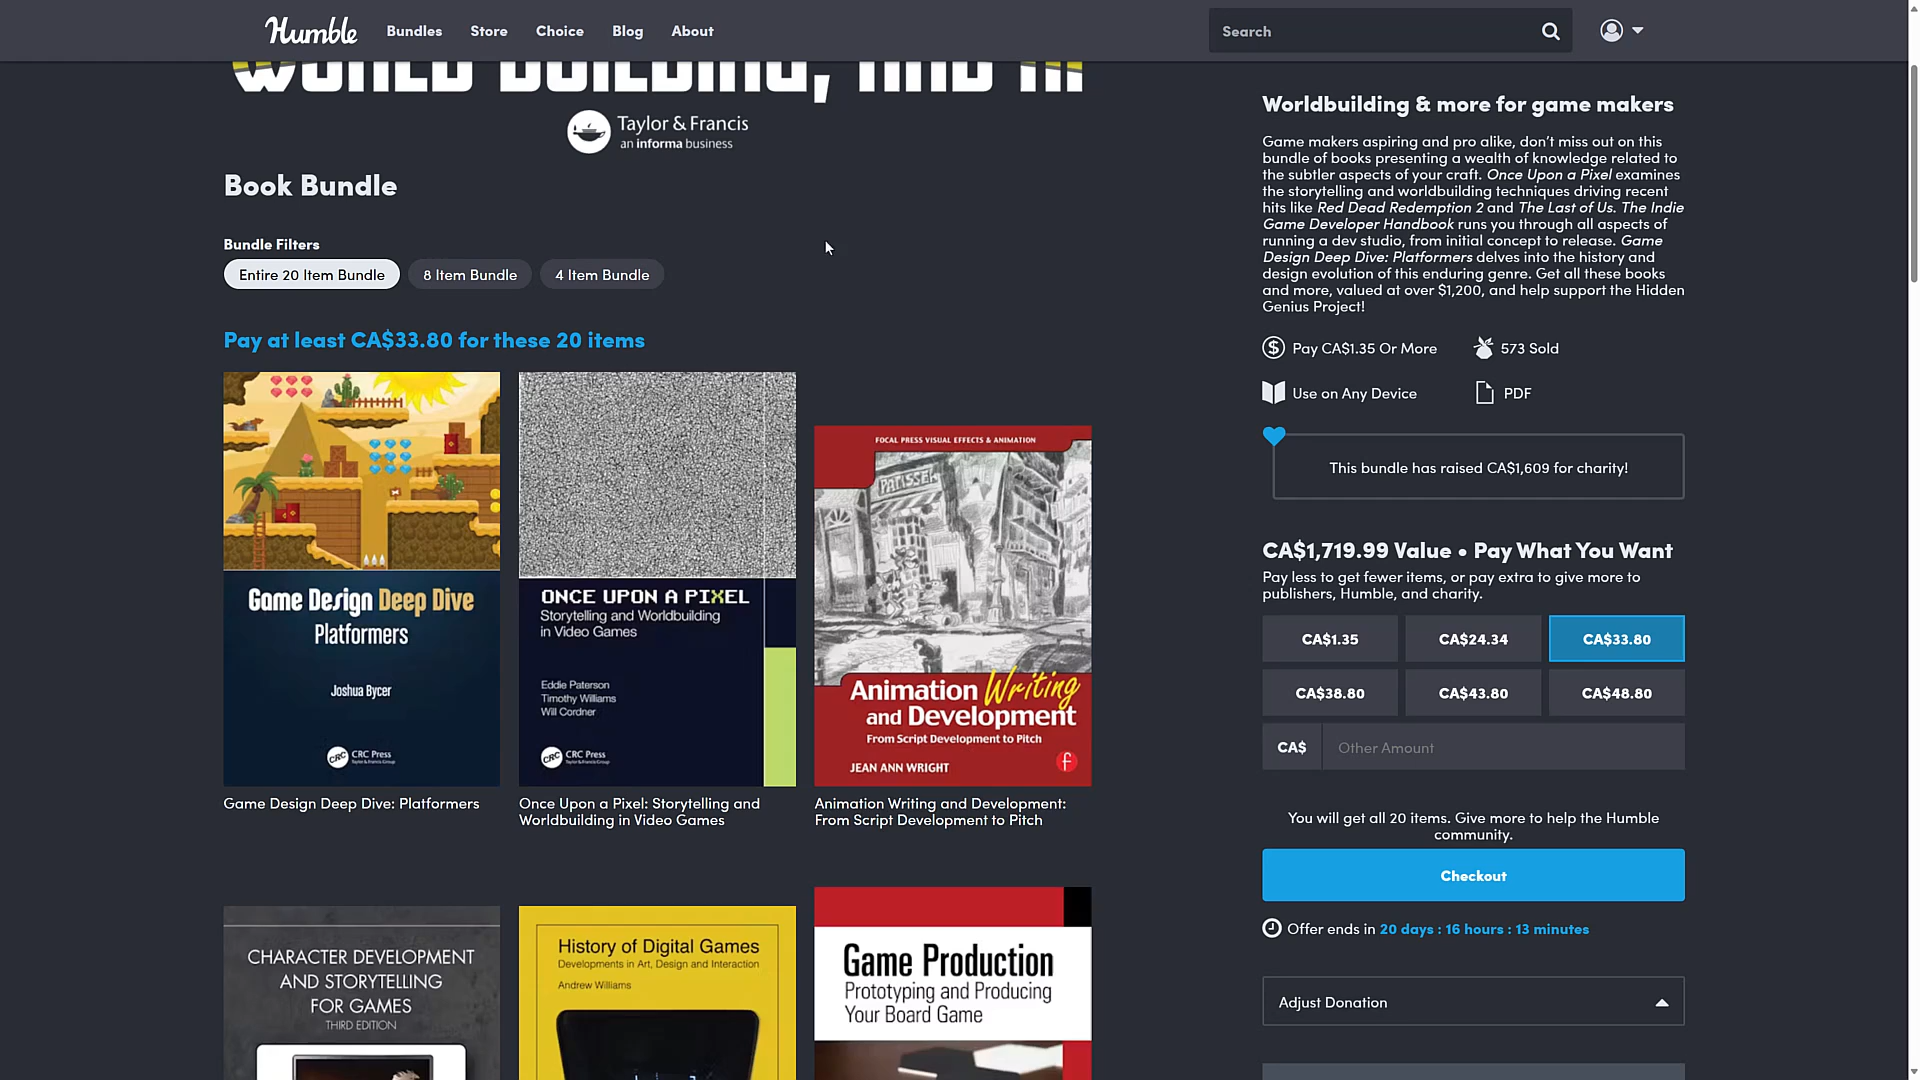 Humble
Bundles
Store
Choice
Blog
About
Search
WORLD BUILDING, AND
Taylor & Francis
an informa business
Book Bundle
Bundle Filters
Entire 20 Item Bundle
8 Item Bundle
4 Item Bundle
Pay at least CA$33.80 for these 20 items
Game Design Deep Dive
Platformers
Joshua Bycer
CRC
CRC Press
Taylor & Francis Group
Game Design Deep Dive: Platformers
ONCE UPON A PIXEL
Storytelling and Worldbuilding
in Video Games
Eddie Paterson
Timothy Williams
Will Cordner
CRC
CRC Press
Taylor & Francis Group
Once Upon a Pixel: Storytelling and
Worldbuilding in Video Games
FOCAL PRESS VISUAL EFFECTS & ANIMATION
PATISSER
Animation Writing
and Development
From Script Development to Pitch
JEAN ANN WRIGHT
f
Animation Writing and Development:
From Script Development to Pitch
CHARACTER DEVELOPMENT
AND STORYTELLING
FOR GAMES
THIRD EDITION
History of Digital Games
Developments in Art, Design and Interaction
Andrew Williams
Game Production
Prototyping and Producing
Your Board Game
Worldbuilding & more for game makers
Game makers aspiring and pro alike, don’t miss out on this
bundle of books presenting a wealth of knowledge related to
the subtler aspects of your craft. Once Upon a Pixel examines
the storytelling and worldbuilding techniques driving recent
hits like Red Dead Redemption 2 and The Last of Us. The Indie
Game Developer Handbook runs you through all aspects of
running a dev studio, from initial concept to release. Game
Design Deep Dive: Platformers delves into the history and
design evolution of this enduring genre. Get all these books
and more, valued at over $1,200, and help support the Hidden
Genius Project!
Pay CA$1.35 Or More
573 Sold
Use on Any Device
PDF
This bundle has raised CA$1,609 for charity!
CA$1,719.99 Value • Pay What You Want
Pay less to get fewer items, or pay extra to give more to
publishers, Humble, and charity.
CA$1.35
CA$24.34
CA$33.80
CA$38.80
CA$43.80
CA$48.80
CA$
Other Amount
You will get all 20 items. Give more to help the Humble
community.
Checkout
Offer ends in 20 days : 16 hours : 13 minutes
Adjust Donation